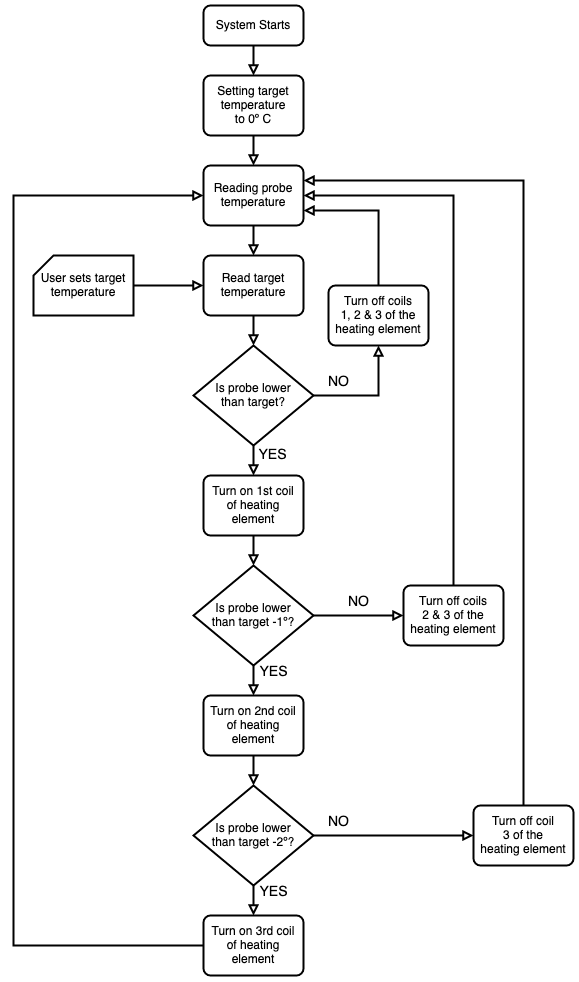 System Starts
Setting target
temperature
to 0º C
Reading probe
temperature
User sets target
temperature
Read target
temperature
Turn off coils
1, 2 & 3 of the
heating element
Is probe lower
than target?
NO
YES
Turn on 1st coil
of heating
element
Is probe lower
than target -1º?
NO
Turn off coils
2 & 3 of the
heating element
YES
Turn on 2nd coil
of heating
element
Is probe lower
than target -2º?
NO
Turn off coil
3 of the
heating element
YES
Turn on 3rd coil
of heating
element